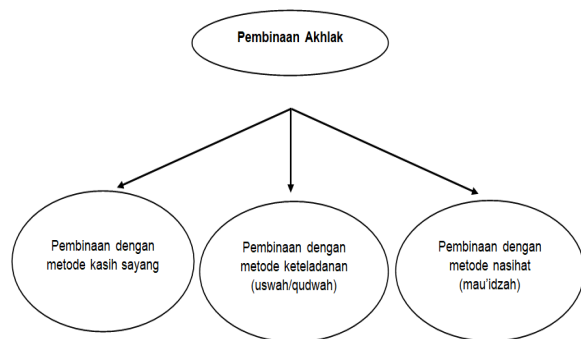 Pembinaan Akhlak
Pembinaan dengan
metode kasih sayang
Pembinaan dengan
metode keteladanan
(uswah/qudwah)
Pembinaan dengan
metode nasihat
(mau'idzah)